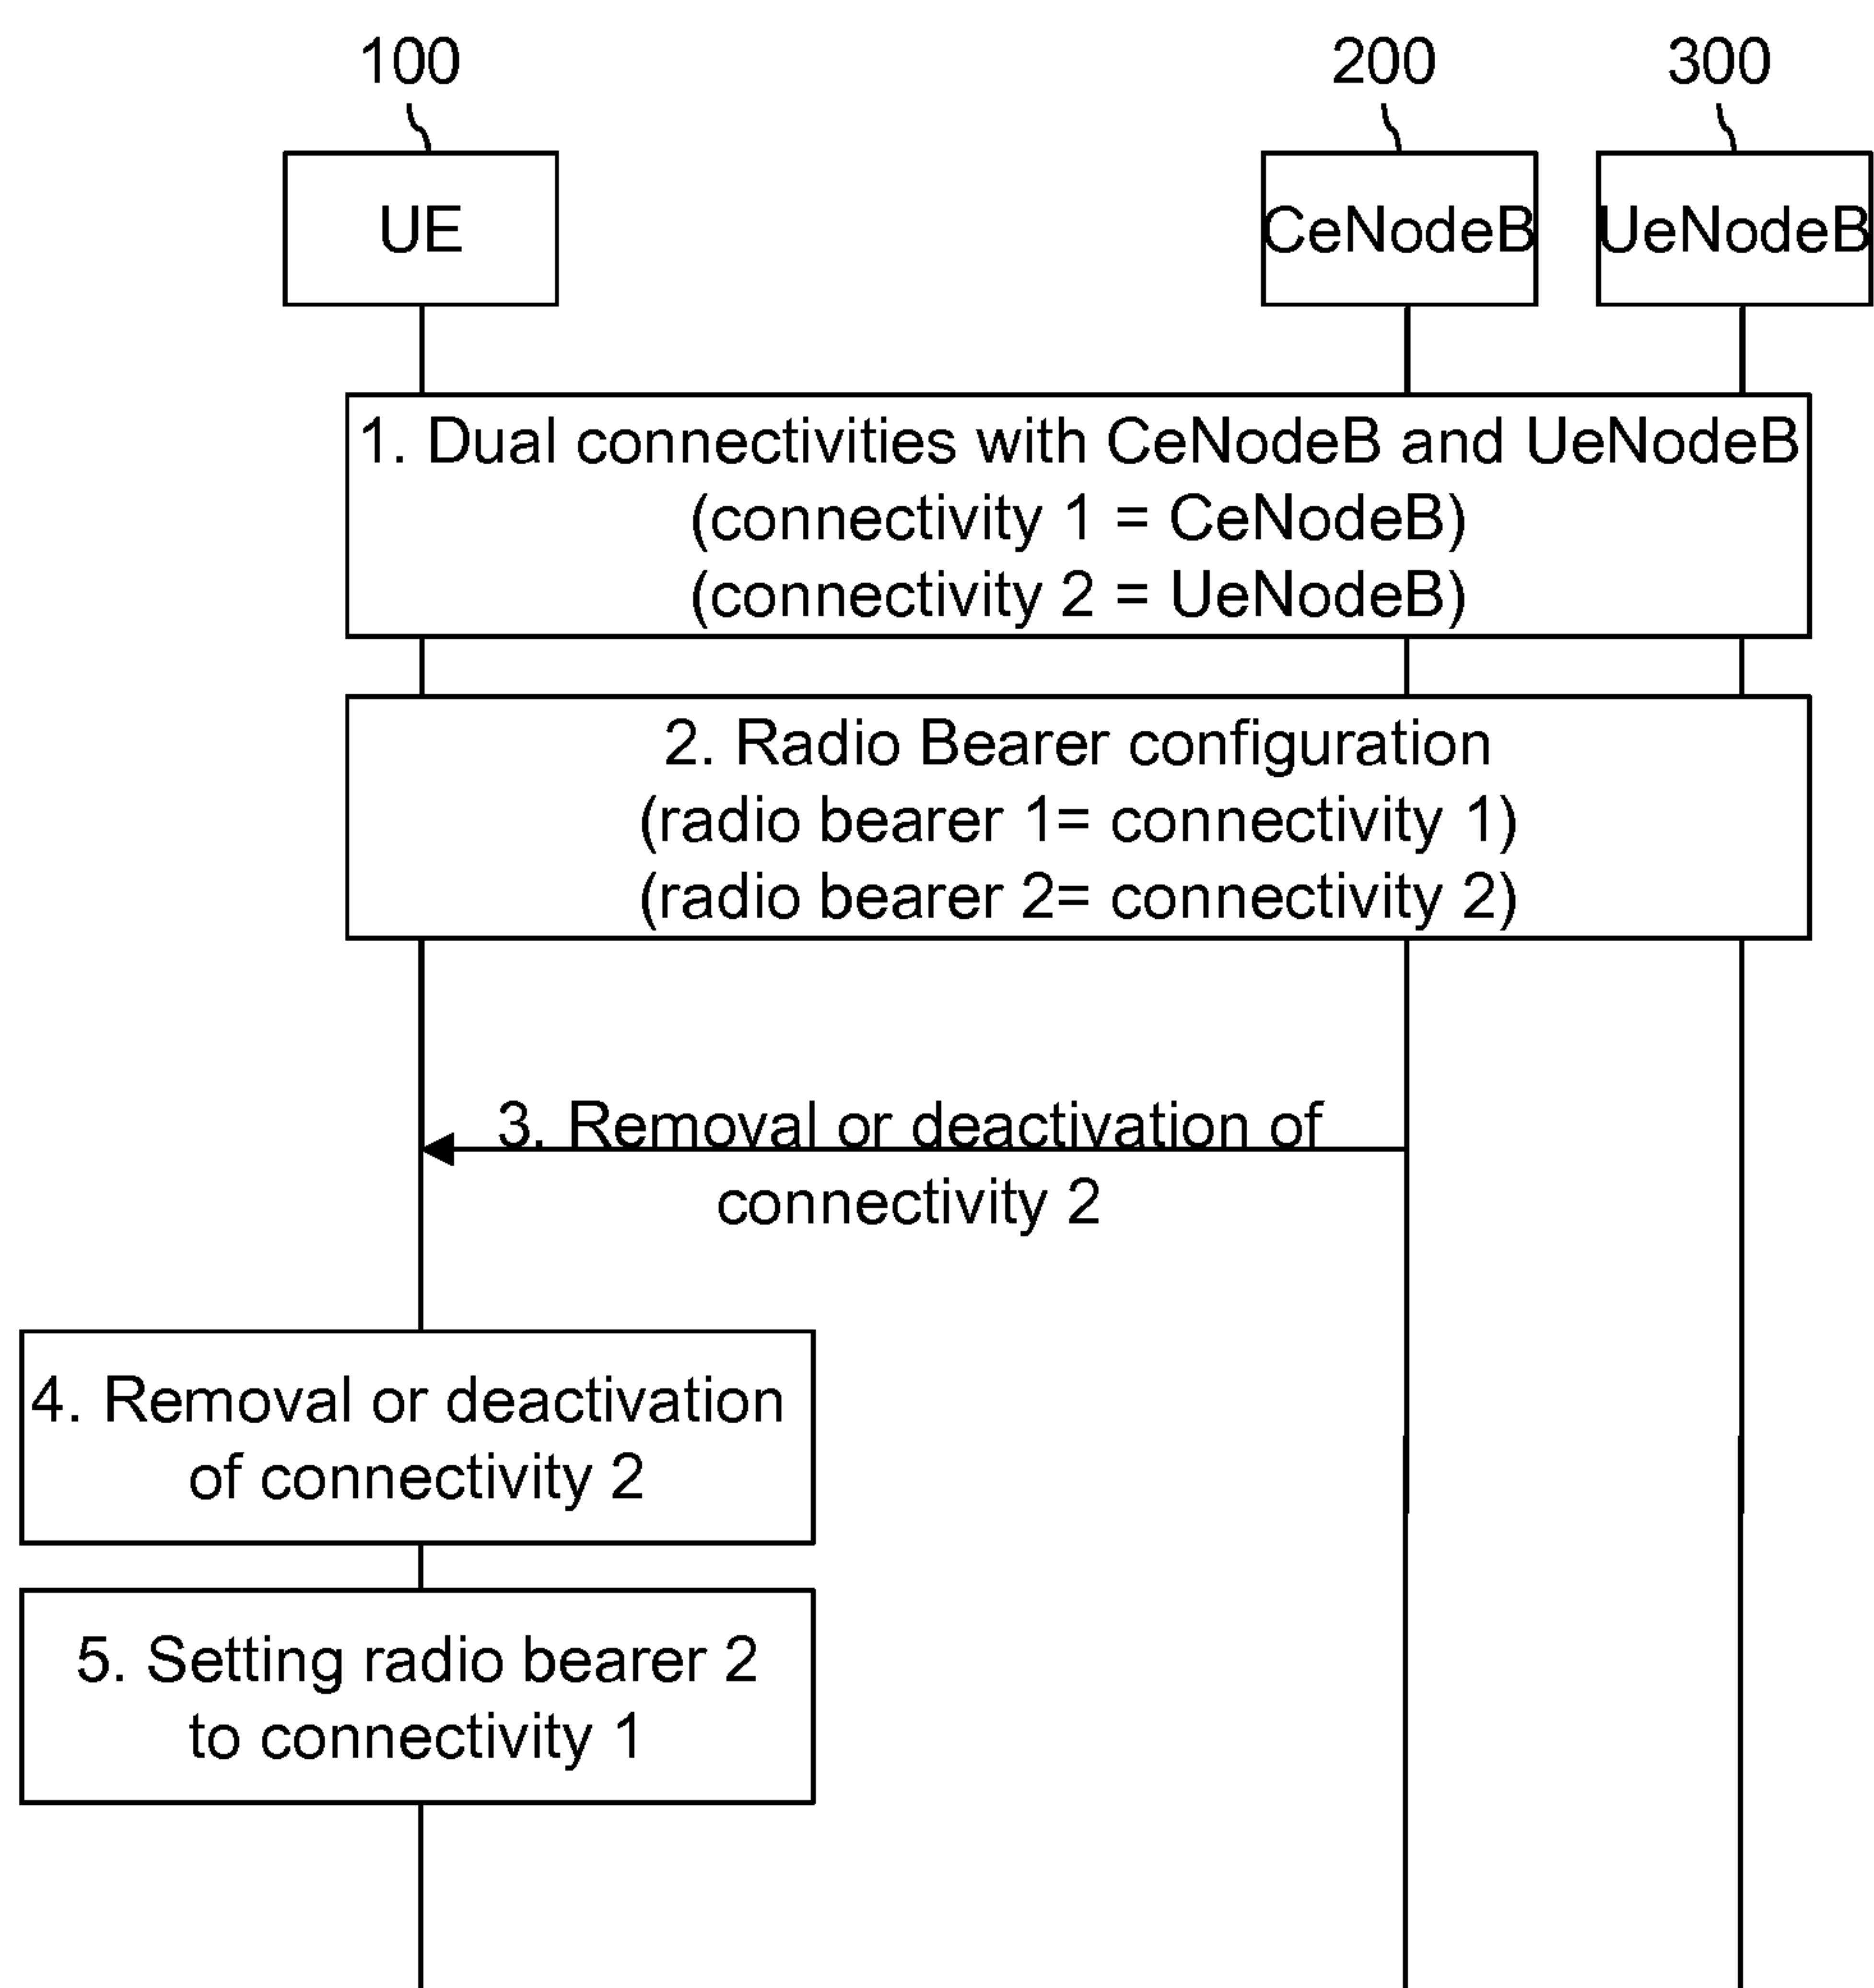 100
200
300
UE
CeNodeB
UeNodeB
1. Dual connectivities with CeNodeB and UeNodeB
(connectivity 1 = CeNodeB)
(connectivity 2 = UeNodeB)
2. Radio Bearer configuration
(radio bearer 1= connectivity 1)
(radio bearer 2= connectivity 2)
3. Removal or deactivation of
connectivity 2
4. Removal or deactivation
of connectivity 2
5. Setting radio bearer 2
to connectivity 1